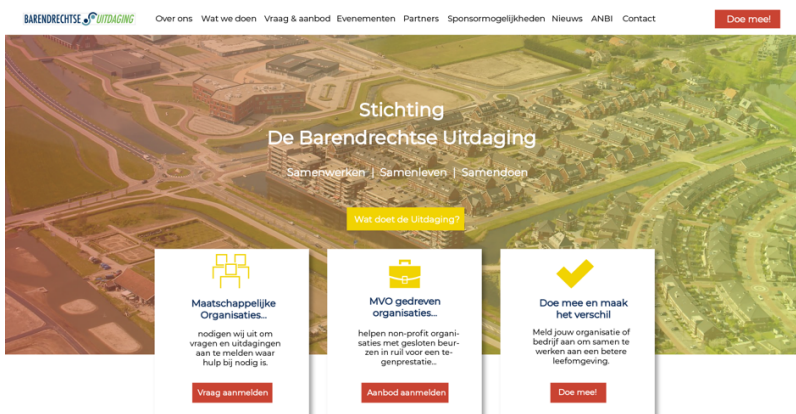 BARENDRECHTSE UITDAGING
Over ons Wat we doen Vraag & aanbod Evenementen Partners Sponsormogelijkheden Nieuws ANBI Contact
Doe mee!
Stichting
De Barendrechtse Uitdaging
Samenwerken | Samenleven | Samendoen
Wat doet de Uitdaging?
Maatschappelijke
Organisaties...
nodigen wij uit om
vragen en uitdagingen
aan te melden waar
hulp bij nodig is.
Vraag aanmelden
MVO gedreven
organisaties...
helpen non-profit organi-
saties met gesloten beur-
zen in ruil voor een te-
genprestatie...
Aanbod aanmelden
Doe mee en maak
het verschil
Meld jouw organisatie of
bedrijf aan om samen te
werken aan een betere
leefomgeving.
Doe mee!